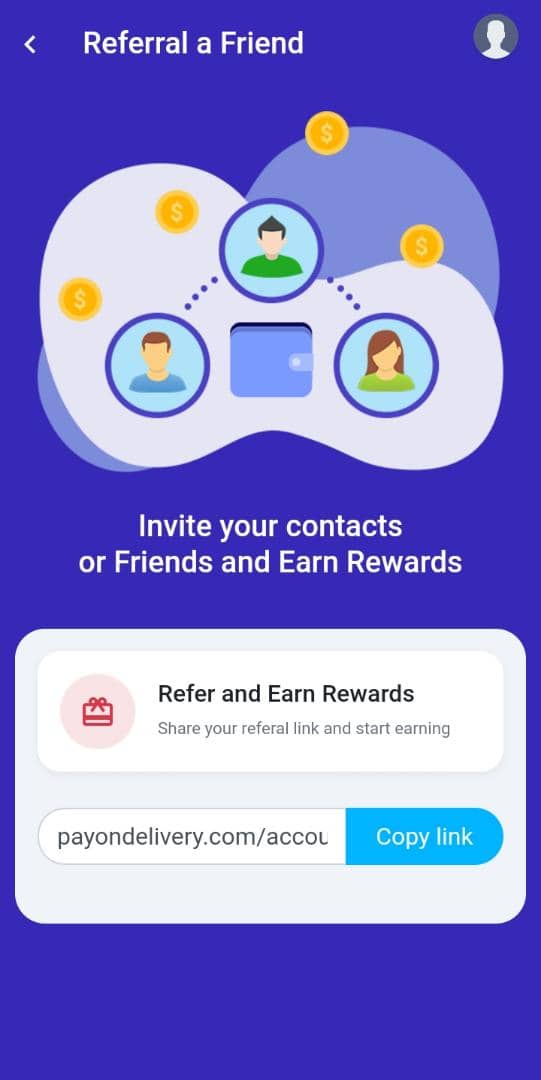 Referral a Friend
$
$
$
$
Invite your contacts
or Friends and Earn Rewards
Refer and Earn Rewards
Share your referal link and start earning
payondelivery.com/accou
Copy link